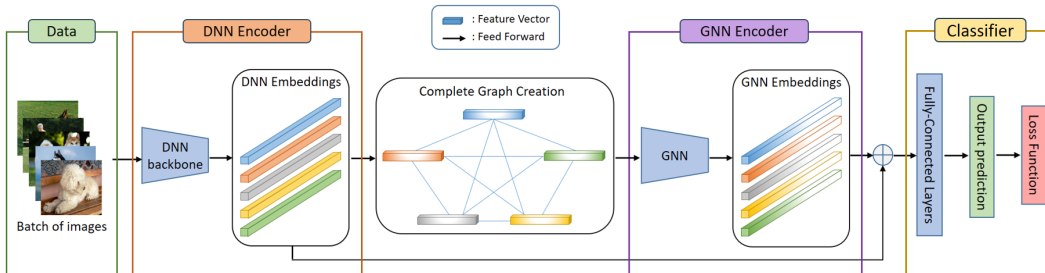 Data
DNN Encoder
: Feature Vector
: Feed Forward
GNN Encoder
Classifier
Batch of images
DNN
backbone
DNN Embeddings
Complete Graph Creation
GNN
GNN Embeddings
Fully-Connected Layers
Output prediction
Loss Function